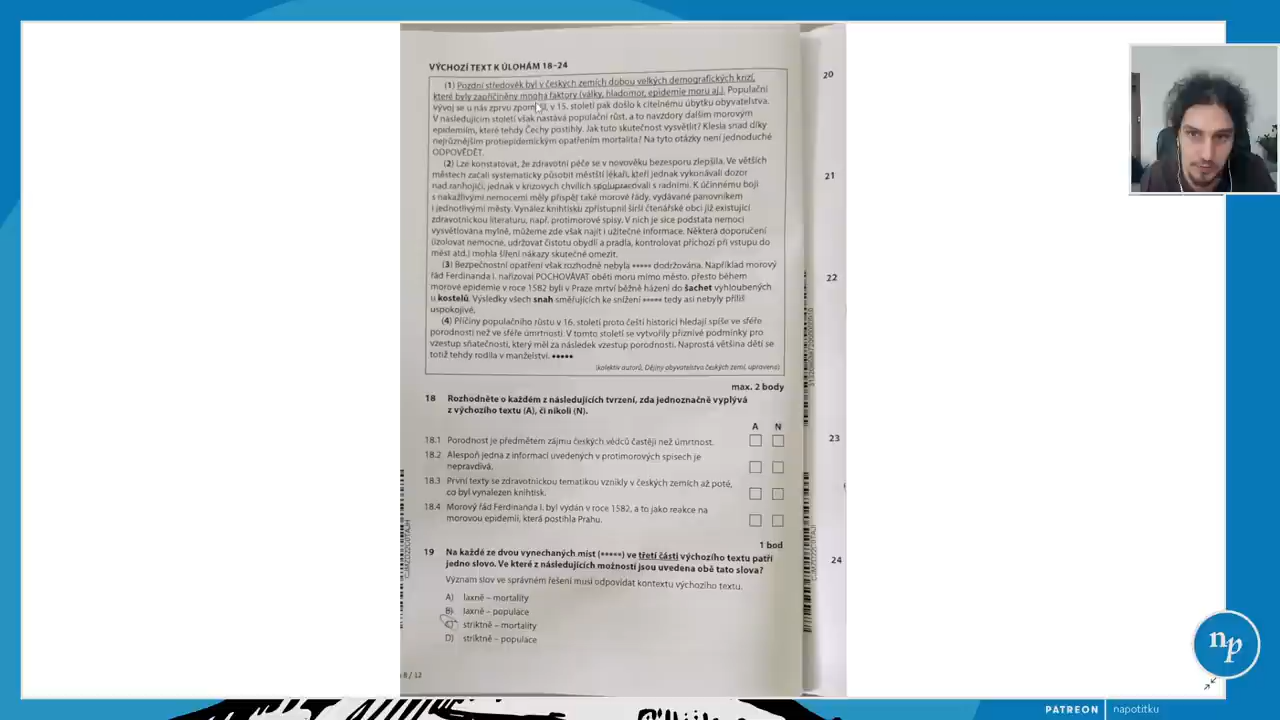 VÝCHOZÍ TEXT K ÚLOHÁM 18–24
(1) Pozdní středověk byl v českých zemích dobou velkých demografických krizí,
které byly zapříčiněny mnoha faktory (války, hladomor, epidemie moru aj.). Populační
vývoj se u nás zprvu zpomalil, v 15. století pak došlo k citelnému úbytku obyvatelstva.
V následujícím století však nastává populační růst, a to navzdory dalším morovým
epidemiím, které tehdy Čechy postihly. Jak tuto skutečnost vysvětlit? Klesla snad díky
nejrůznějším protiepidemickým opatřením mortalita? Na tyto otázky není jednoduché
ODPOVĚDĚT.
(2) Lze konstatovat, že zdravotní péče se v novověku bezesporu zlepšila. Ve větších
městech začali systematicky působit městští lékaři, kteří jednak vykonávali dozor
nad ranhojiči, jednak v krizových chvílích spolupracovali s radními. K účinnému boji
s nakažlivými nemocemi měly přispět také morové řády, vydávané panovníkem
i jednotlivými městy. Vynález knihtisku zpřístupnil širší čtenářské obci již existující
zdravotnickou literaturu, např. protimorové spisy. V nich je sice podstata nemoci
vysvětlována mylně, můžeme zde však najít i užitečné informace. Některá doporučení
(izolovat nemocné, udržovat čistotu obydlí a prádla, kontrolovat příchozí při vstupu do
měst atd.) mohla šíření nákazy skutečně omezit.
(3) Bezpečnostní opatření však rozhodně nebyla ***** dodržována. Například morový
řád Ferdinanda I. nařizoval POCHOVÁVAT oběti moru mimo město, přesto během
morové epidemie v roce 1582 byli v Praze mrtví běžně házeni do šachet vyhloubených
u kostelů. Výsledky všech snah směřujících ke snížení ***** tedy asi nebyly příliš
uspokojivé.
(4) Příčiny populačního růstu v 16. století proto čeští historici hledají spíše ve sféře
porodnosti než ve sféře úmrtnosti. V tomto století se vytvořily příznivé podmínky pro
vzestup sňatečnosti, který měl za následek vzestup porodnosti. Naprostá většina dětí se
totiž tehdy rodila v manželství. *****
(kolektiv autorů, Dějiny obyvatelstva českých zemí, upraveno)
max. 2 body
18 Rozhodněte o každém z následujících tvrzení, zda jednoznačně vyplývá
z výchozího textu (A), či nikoli (N).
A N
18.1 Porodnost je předmětem zájmu českých vědců častěji než úmrtnost.
18.2 Alespoň jedna z informací uvedených v protimorových spisech je
nepravdivá.
18.3 První texty se zdravotnickou tematikou vznikly v českých zemích až poté,
co byl vynalezen knihtisk.
18.4 Morový řád Ferdinanda I. byl vydán v roce 1582, a to jako reakce na
morovou epidemii, která postihla Prahu.
1 bod
19 Na každé ze dvou vynechaných míst (*****) ve třetí části výchozího textu patří
jedno slovo. Ve které z následujících možností jsou uvedena obě tato slova?
Význam slov ve správném řešení musí odpovídat kontextu výchozího textu.
A) laxně – mortality
B) laxně – populace
C) striktně – mortality
D) striktně – populace
8 / 12
20
21
22
23
24
np
PATREON | napotitku